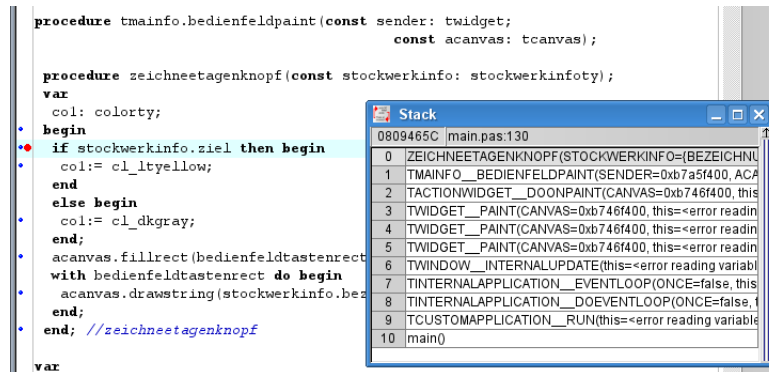 procedure tmainfo.bedienfeldpaint(const sender: twidget;
const acanvas: tcanvas);
procedure zeichneetagenknopf(const stockwerkinfo: stockwerkinfoty);
var
col: colorty;
begin
if stockwerkinfo.ziel then begin
col:= cl_ltyellow;
end
else begin
col:= cl_dkgray;
end;
acanvas.fillrect(bedienfeldtastenrect
with bedienfeldtastenrect do begin
acanvas.drawstring(stockwerkinfo.bez
end;
end; //zeichneetagenknopf
var
Stack
0809465C main.pas:130
0 ZEICHNEETAGENKNOPF(STOCKWERKINFO={BEZEICHNU
1 TMAINFO__BEDIENFELDPAINT(SENDER=0xb7a5f400, ACA
2 TACTIONWIDGET__DOONPAINT(CANVAS=0xb746f400, this
3 TWIDGET__PAINT(CANVAS=0xb746f400, this=<error readin
4 TWIDGET__PAINT(CANVAS=0xb746f400, this=<error readin
5 TWIDGET__PAINT(CANVAS=0xb746f400, this=<error readin
6 TWINDOW__INTERNALUPDATE(this=<error reading variabl
7 TINTERNALAPPLICATION__EVENTLOOP(ONCE=false, this
8 TINTERNALAPPLICATION__DOEVENTLOOP(ONCE=false, t
9 TCUSTOMAPPLICATION__RUN(this=<error reading variable
10 main()